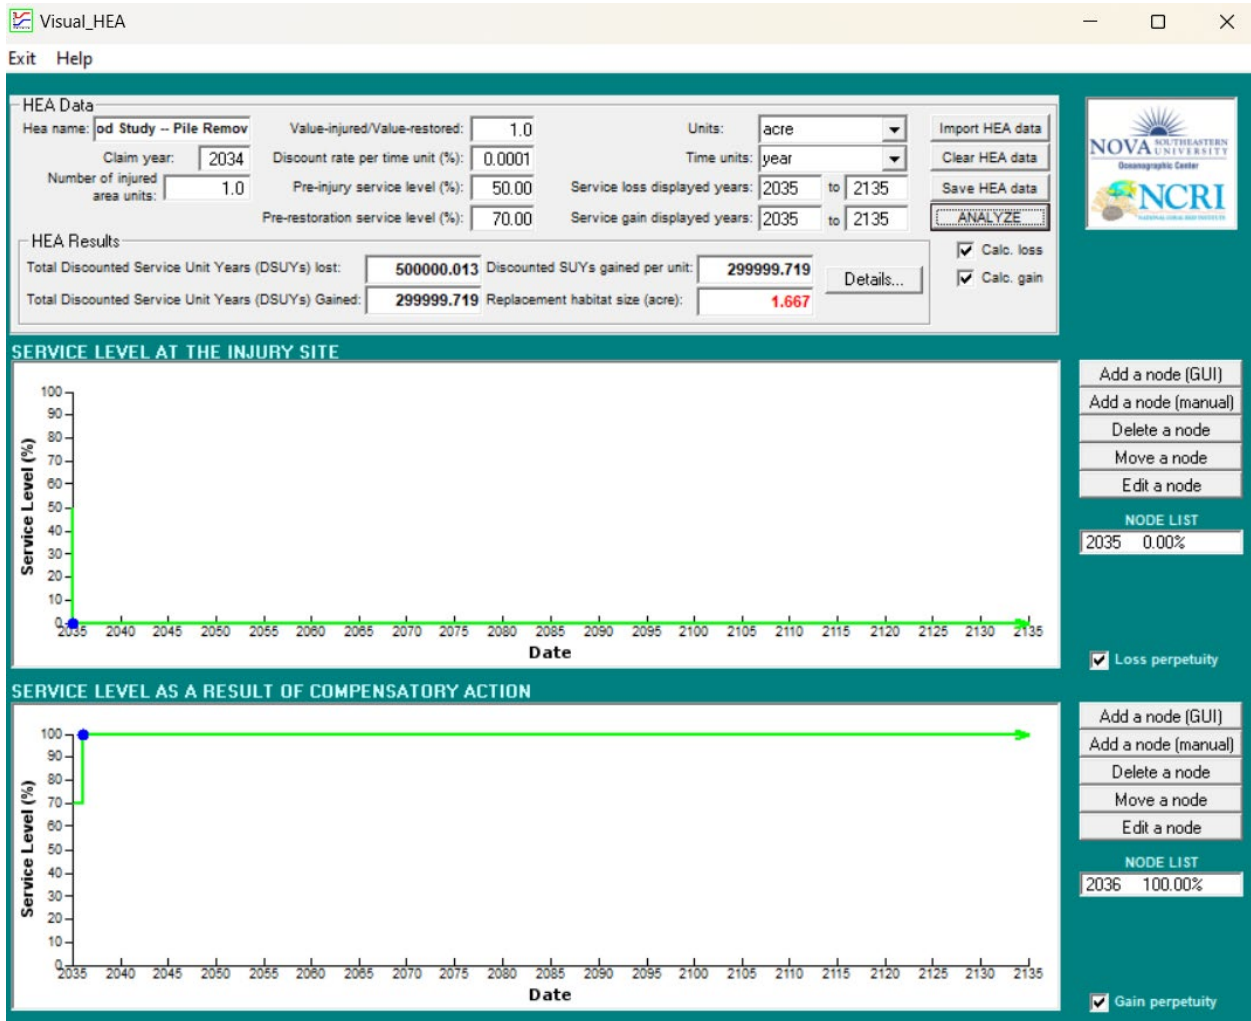 Visual_HEA
Exit Help
HEA Data
Hea name: od Study -- Pile Remov Value-injured/Value-restored: 1.0 Units: acre Import HEA data
Claim year: 2034 Discount rate per time unit (%): 0.0001 Time units: year Clear HEA data
Number of injured area units: 1.0 Pre-injury service level (%): 50.00 Service loss displayed years: 2035 to 2135 Save HEA data
Pre-restoration service level (%): 70.00 Service gain displayed years: 2035 to 2135 ANALYZE
HEA Results
Calc. loss
Total Discounted Service Unit Years (DSUYs) lost: 500000.013 Discounted SUYs gained per unit: 299999.719 Details...
Calc. gain
Total Discounted Service Unit Years (DSUYs) Gained: 299999.719 Replacement habitat size (acre): 1.667
NOVA SOUTHEASTERN UNIVERSITY
Oceanographic Center
NCRI
NATIONAL CORAL REEF INSTITUTE
SERVICE LEVEL AT THE INJURY SITE
Service Level (%)
100
90
80
70
60
50
40
30
20
10
0
2035 2040 2045 2050 2055 2060 2065 2070 2075 2080 2085 2090 2095 2100 2105 2110 2115 2120 2125 2130 2135
Date
Add a node (GUI)
Add a node (manual)
Delete a node
Move a node
Edit a node
NODE LIST
2035 0.00%
Loss perpetuity
SERVICE LEVEL AS A RESULT OF COMPENSATORY ACTION
Service Level (%)
100
90
80
70
60
50
40
30
20
10
0
2035 2040 2045 2050 2055 2060 2065 2070 2075 2080 2085 2090 2095 2100 2105 2110 2115 2120 2125 2130 2135
Date
Add a node (GUI)
Add a node (manual)
Delete a node
Move a node
Edit a node
NODE LIST
2036 100.00%
Gain perpetuity